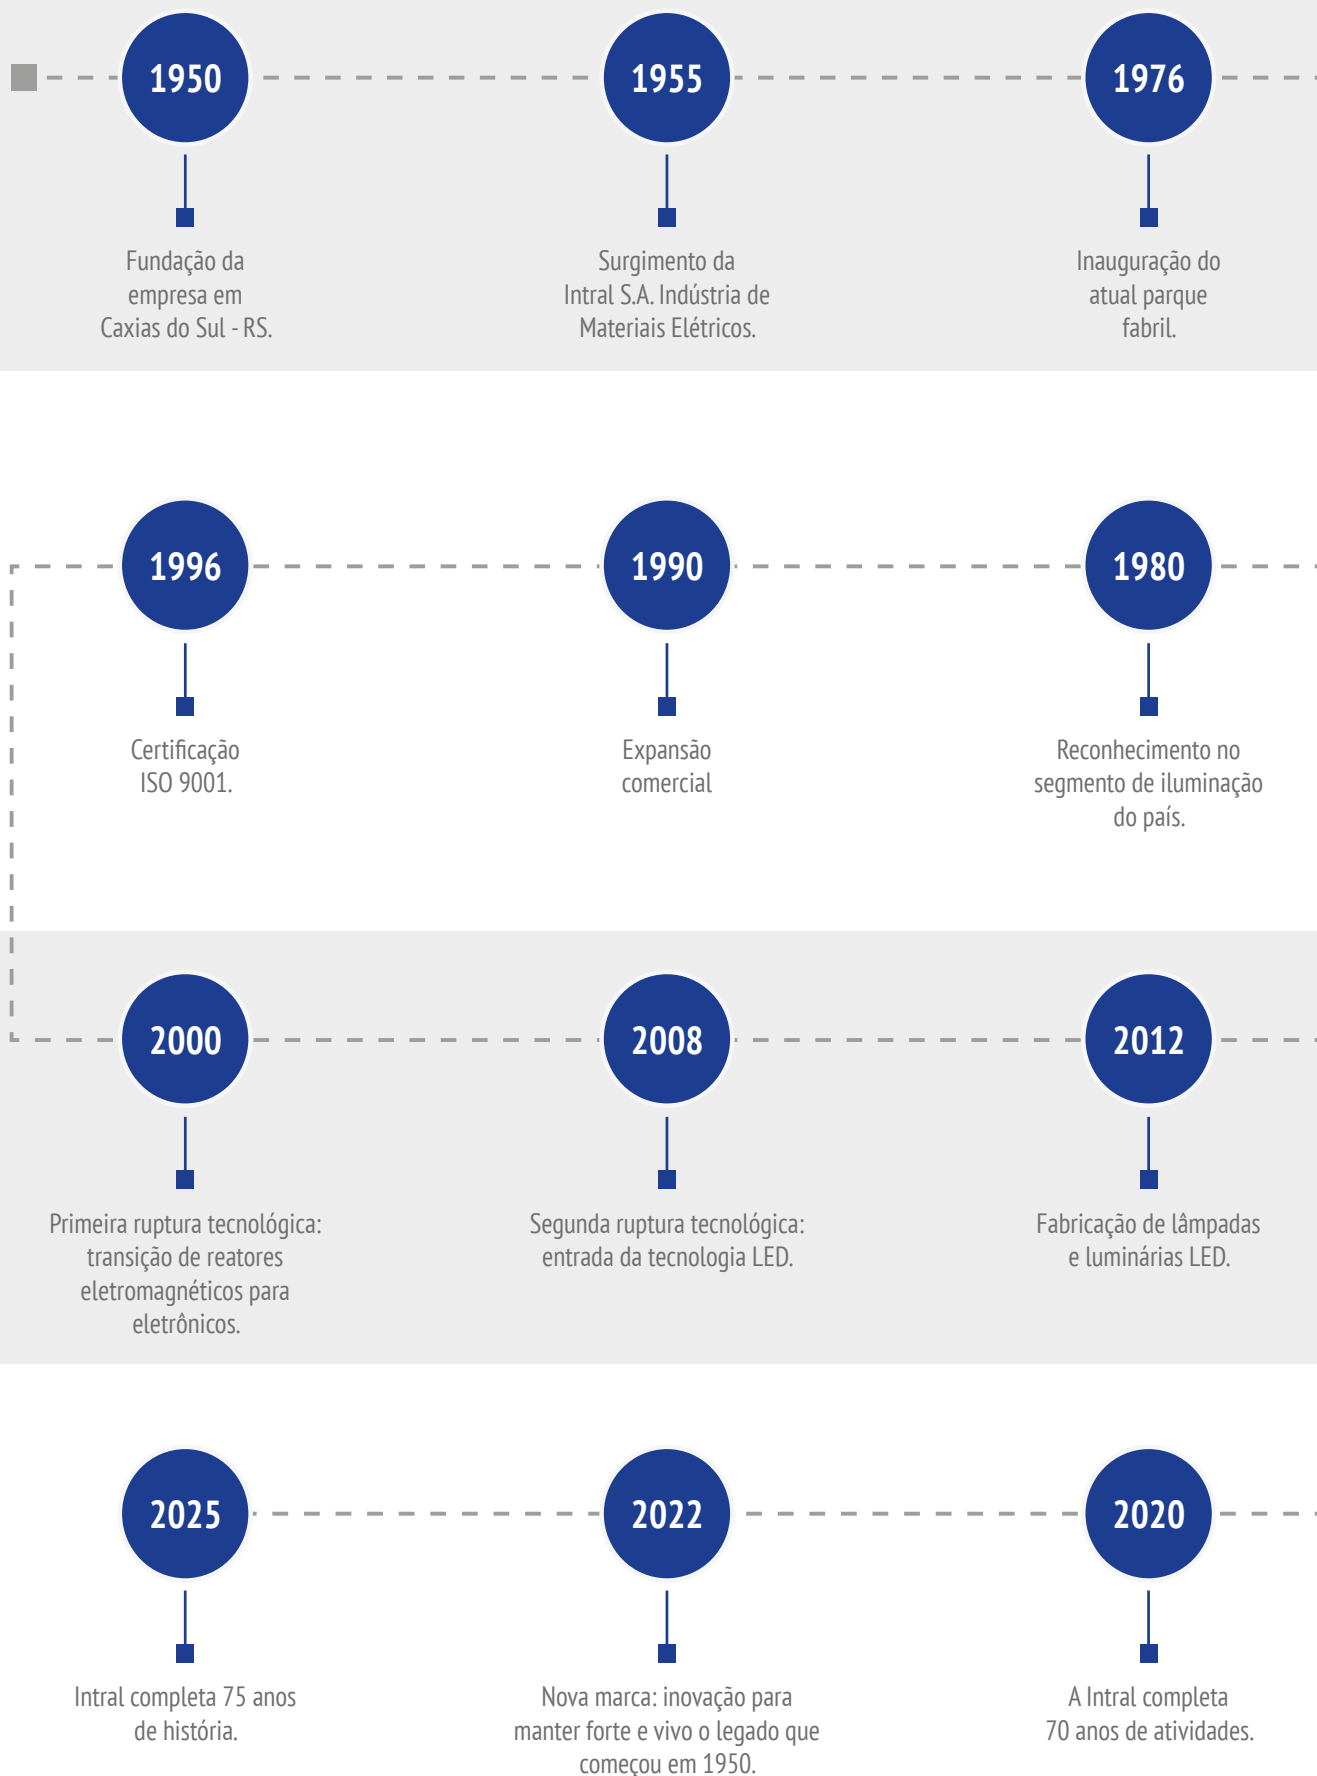 1950
Fundação da
empresa em
Caxias do Sul - RS.
1955
Surgimento da
Intral S.A. Indústria de
Materiais Elétricos.
1976
Inauguração do
atual parque
fabril.
1980
Reconhecimento no
segmento de iluminação
do país.
1990
Expansão
comercial
1996
Certificação
ISO 9001.
2000
Primeira ruptura tecnológica:
transição de reatores
eletromagnéticos para
eletrônicos.
2008
Segunda ruptura tecnológica:
entrada da tecnologia LED.
2012
Fabricação de lâmpadas
e luminárias LED.
2020
A Intral completa
70 anos de atividades.
2022
Nova marca: inovação para
manter forte e vivo o legado que
começou em 1950.
2025
Intral completa 75 anos
de história.